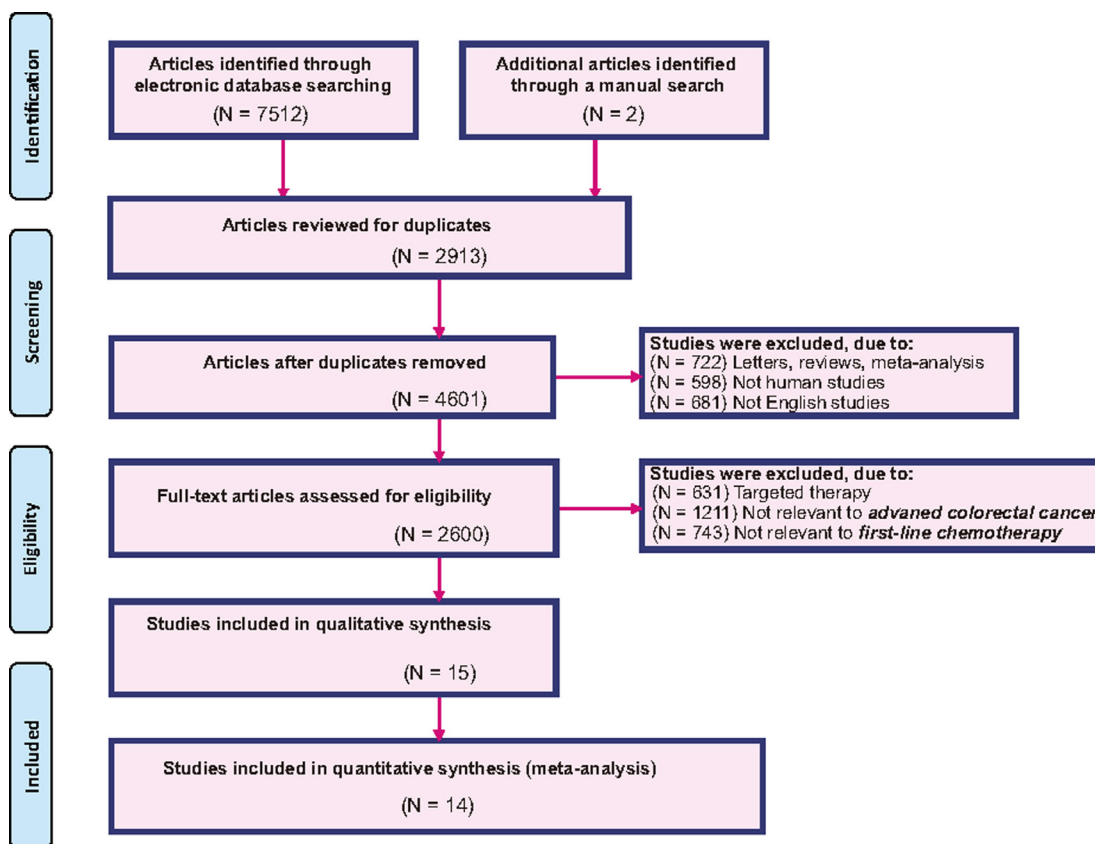 Identification
Articles identified through
electronic database searching
(N = 7512)
Additional articles identified
through a manual search
(N = 2)
Screening
Articles reviewed for duplicates
(N = 2913)
Articles after duplicates removed
(N = 4601)
Studies were excluded, due to:
(N = 722) Letters, reviews, meta-analysis
(N = 598) Not human studies
(N = 681) Not English studies
Eligibility
Full-text articles assessed for eligibility
(N = 2600)
Studies were excluded, due to:
(N = 631) Targeted therapy
(N = 1211) Not relevant to advaned colorectal cancer
(N = 743) Not relevant to first-line chemotherapy
Studies included in qualitative synthesis
(N = 15)
Included
Studies included in quantitative synthesis (meta-analysis)
(N = 14)